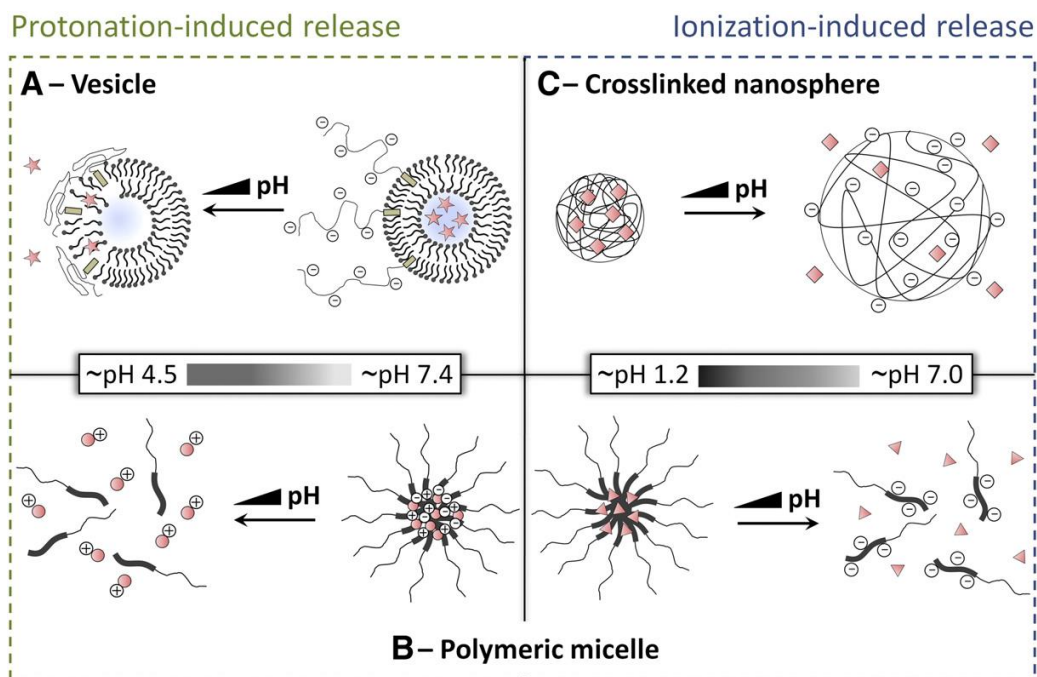 Protonation-induced release
Ionization-induced release
A – Vesicle
C – Crosslinked nanosphere
pH
pH
~pH 4.5 ~pH 7.4
~pH 1.2 ~pH 7.0
pH
pH
B – Polymeric micelle